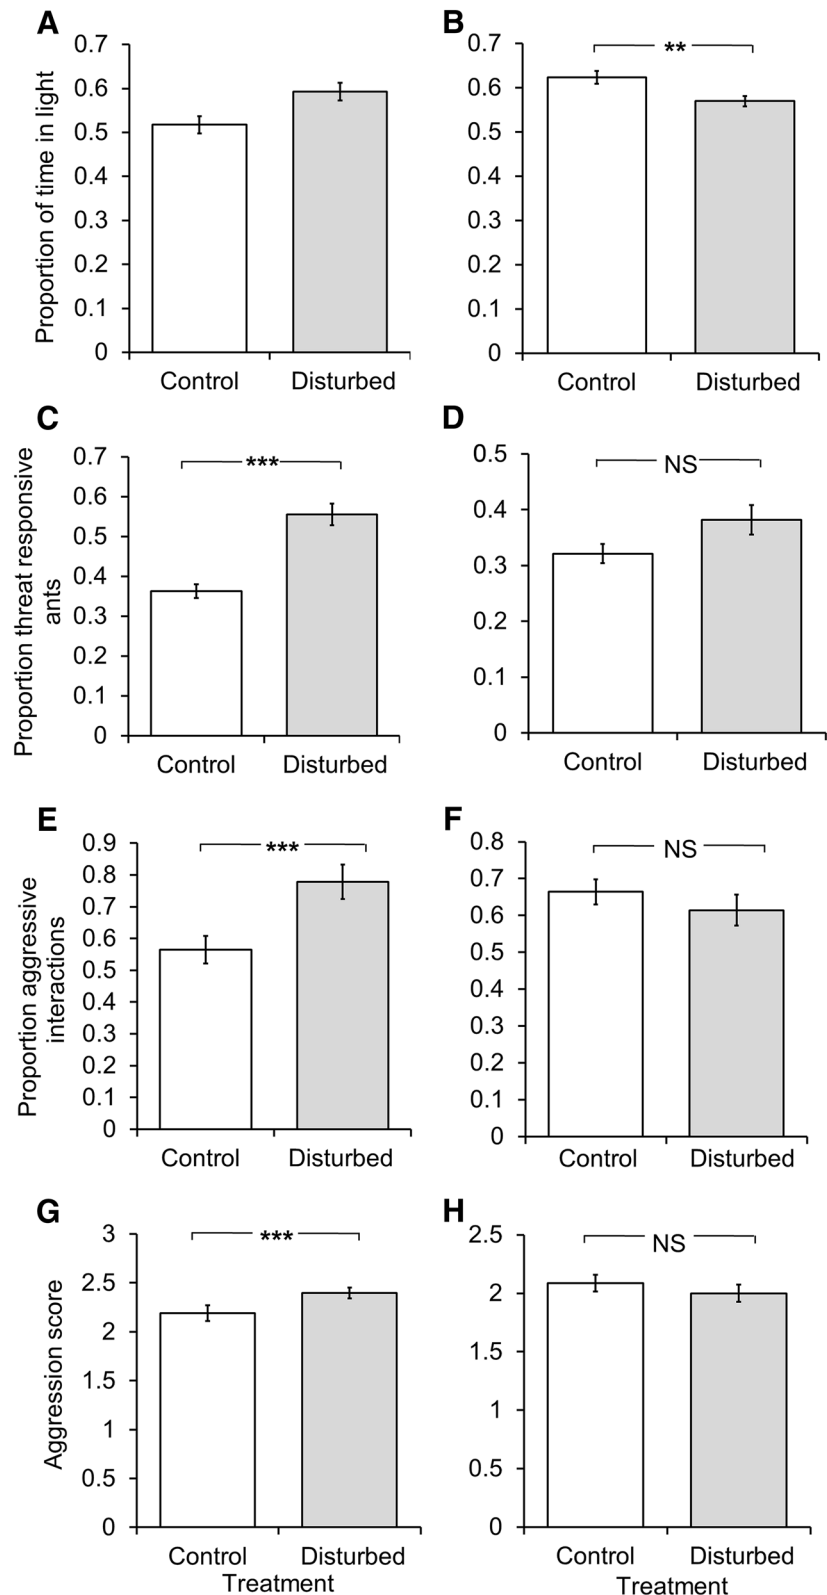 A
Proportion of time in light
0.7
0.6
0.5
0.4
0.3
0.2
0.1
0
Control Disturbed
B
**
0.7
0.6
0.5
0.4
0.3
0.2
0.1
0
Control Disturbed
C
Proportion threat responsive
ants
***
0.7
0.6
0.5
0.4
0.3
0.2
0.1
0
Control Disturbed
D
NS
0.5
0.4
0.3
0.2
0.1
0
Control Disturbed
E
Proportion aggressive
interactions
***
0.9
0.8
0.7
0.6
0.5
0.4
0.3
0.2
0.1
0
Control Disturbed
F
NS
0.8
0.7
0.6
0.5
0.4
0.3
0.2
0.1
0
Control Disturbed
G
Aggression score
***
3
2.5
2
1.5
1
0.5
0
Control Disturbed
Treatment
H
NS
2.5
2
1.5
1
0.5
0
Control Disturbed
Treatment